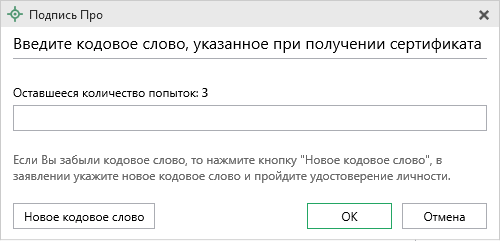 Подпись Про
Введите кодовое слово, указанное при получении сертификата
Оставшееся количество попыток: 3
Если Вы забыли кодовое слово, то нажмите кнопку "Новое кодовое слово", в
заявлении укажите новое кодовое слово и пройдите удостоверение личности.
Новое кодовое слово
ОК
Отмена